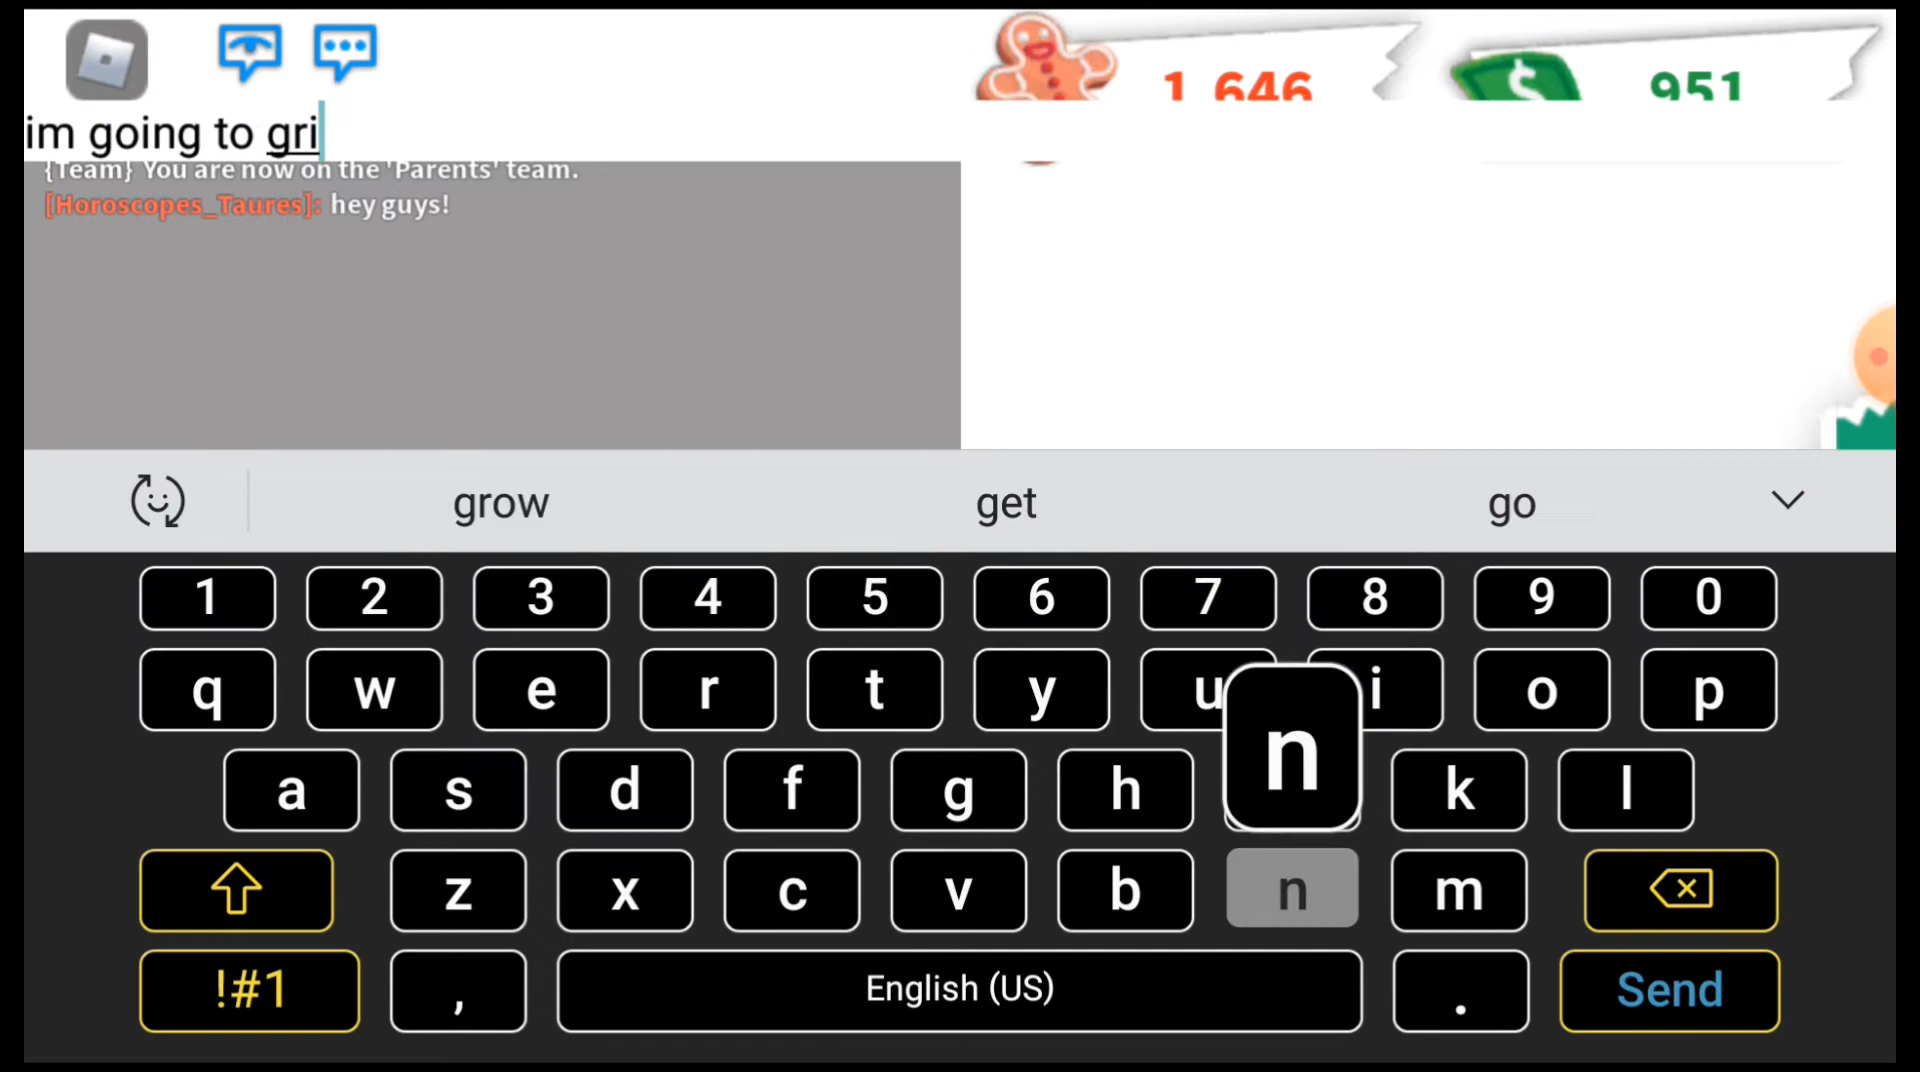 1,646
951
im going to gri
{Team} You are now on the 'Parents' team.
[Horoscopes_Taures]: hey guys!
grow get go
1 2 3 4 5 6 7 8 9 0
q w e r t y u i o p
a s d f g h n k l
z x c v b n m
!#1 , English (US) . Send